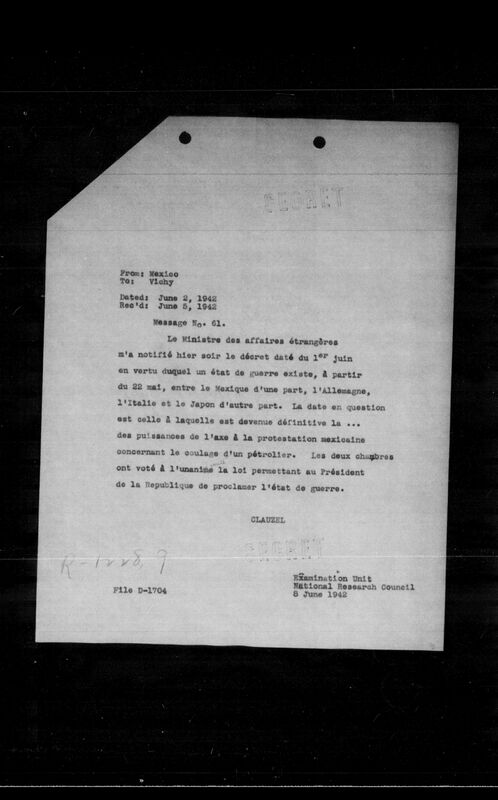 SECRET
From: Mexico
To: Vichy
Dated: June 2, 1942
Rec'd: June 5, 1942
Message No. 61.
Le Ministre des affaires étrangères
m'a notifié hier soir le décret daté du 1er juin
en vertu duquel un état de guerre existe, à partir
du 22 mai, entre le Mexique d'une part, l'Allemagne,
l'Italie et le Japon d'autre part. La date en question
est celle à laquelle est devenue définitive la ...
des puissances de l'axe à la protestation mexicaine
concernant le coulage d'un pétrolier. Les deux chambres
ont voté à l'unanime la loi permettant au Président
de la Republique de proclamer l'état de guerre.
CLAUZEL
SECRET
R-1228,9
Examination Unit
National Research Council
File D-1704
8 June 1942